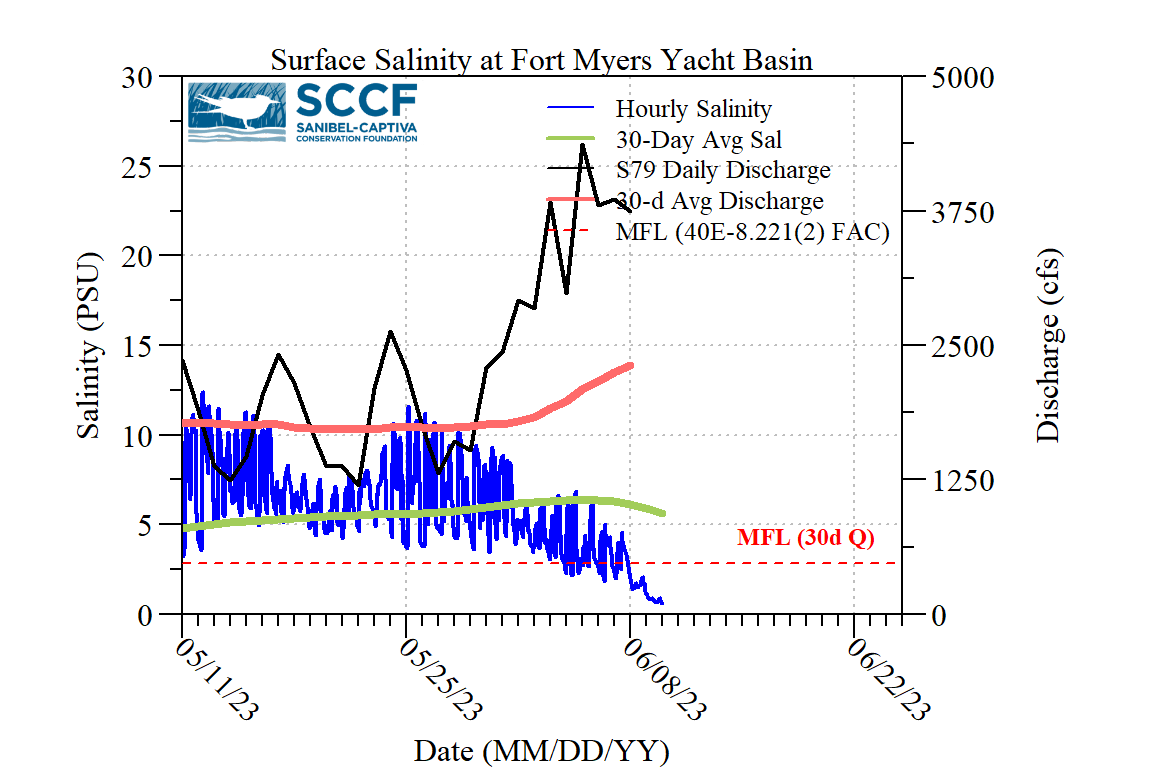 Surface Salinity at Fort Myers Yacht Basin
SCCF
SANIBEL-CAPTIVA
CONSERVATION FOUNDATION
Hourly Salinity
30-Day Avg Sal
S79 Daily Discharge
30-d Avg Discharge
MFL (40E-8.221(2) FAC)
30
25
20
15
10
5
0
Salinity (PSU)
5000
3750
2500
1250
0
Discharge (cfs)
MFL (30d Q)
05/11/23
05/25/23
06/08/23
06/22/23
Date (MM/DD/YY)